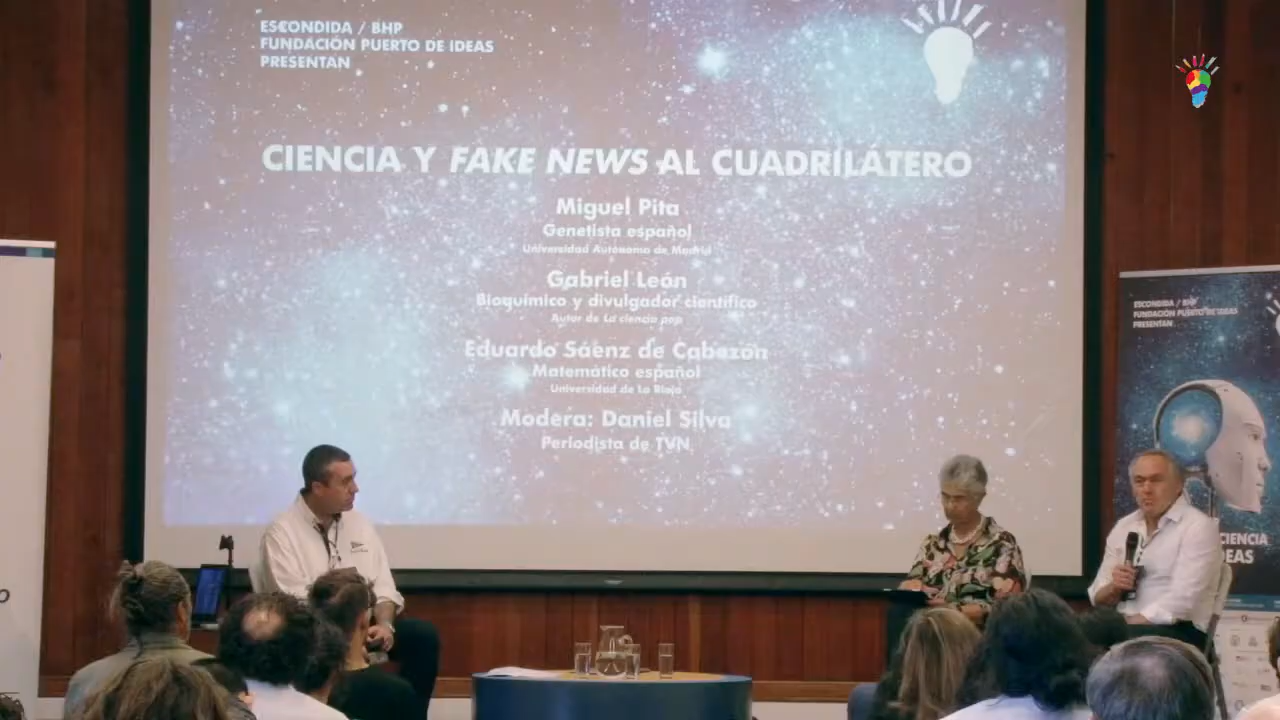 ESCONDIDA / BHP
FUNDACIÓN PUERTO DE IDEAS
PRESENTAN
CIENCIA Y FAKE NEWS AL CUADRILÁTERO
Miguel Pita
Genetista español
Universidad Autónoma de Madrid
Gabriel León
Bioquímico y divulgador científico
Autor de La ciencia pop
Eduardo Sáenz de Cabezón
Matemático español
Universidad de La Rioja
Modera: Daniel Silva
Periodista de TVN
ESCONDIDA / BHP
FUNDACIÓN PUERTO DE IDEAS
PRESENTAN
CIENCIA
EAS